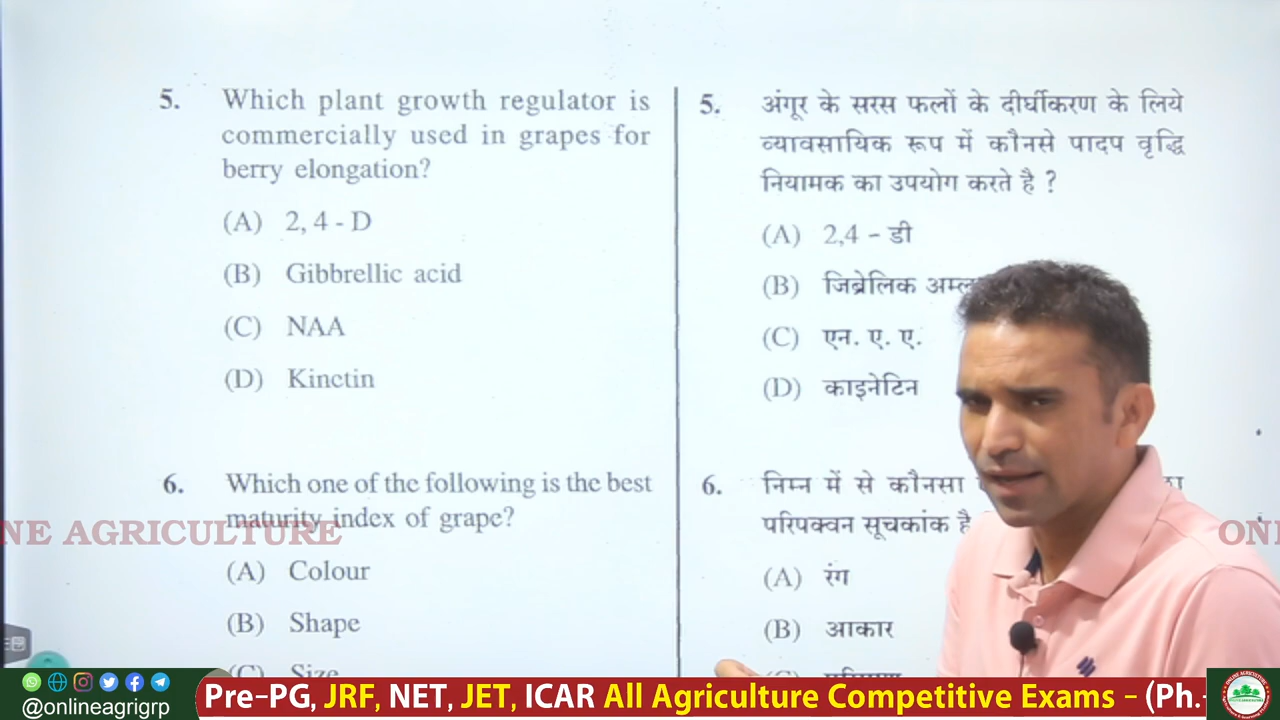 5. Which plant growth regulator is
commercially used in grapes for
berry elongation?
(A) 2, 4 - D
(B) Gibbrellic acid
(C) NAA
(D) Kinctin
6. Which one of the following is the best
maturity index of grape?
(A) Colour
(B) Shape
(C) Size
5. अंगूर के सरस फलों के दीर्घीकरण के लिये
व्यावसायिक रूप में कौनसे पादप वृद्धि
नियामक का उपयोग करते है ?
(A) 2,4 - डी
(B) जिब्रेलिक अम्ल
(C) एन. ए. ए.
(D) काइनेटिन
6. निम्न में से कौनसा
परिपक्वन सूचकांक है
(A) रंग
(B) आकार
(C)
NE AGRICULTURE
ON
@onlineagrigrp
Pre-PG, JRF, NET, JET, ICAR All Agriculture Competitive Exams - (Ph.